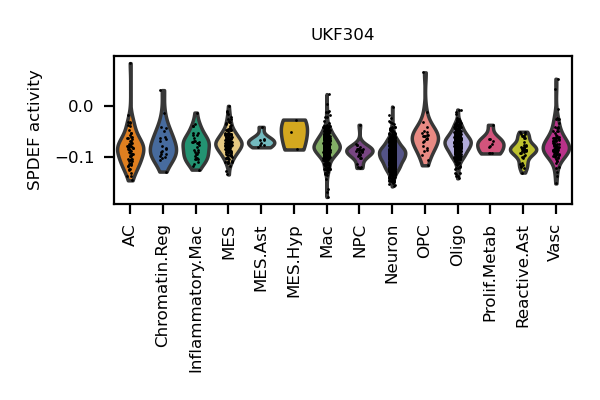 UKF304
SPDEF activity
0.0
−0.1
AC
Chromatin.Reg
Inflammatory.Mac
MES
MES.Ast
MES.Hyp
Mac
NPC
Neuron
OPC
Oligo
Prolif.Metab
Reactive.Ast
Vasc